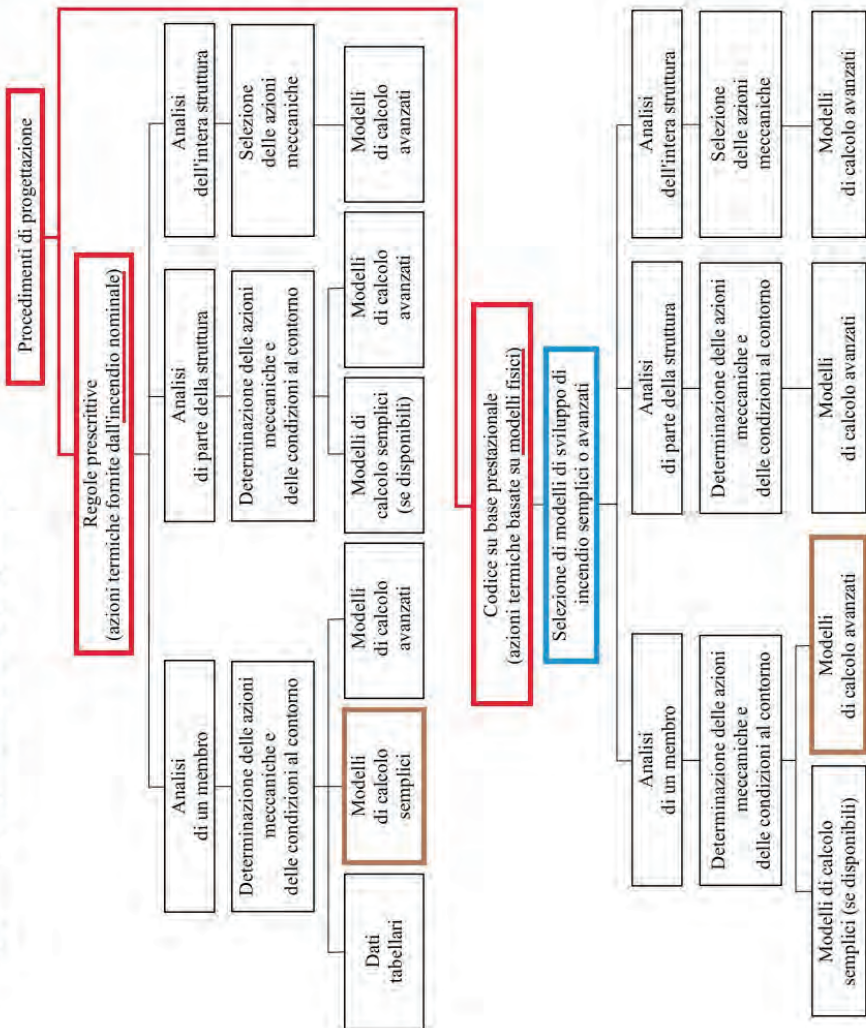 Procedimenti di progettazione
Regole prescrittive
(azioni termiche fornite dall'incendio nominale)
Analisi
di un membro
Analisi
di parte della struttura
Analisi
dell'intera struttura
Determinazione delle azioni
meccaniche e
delle condizioni al contorno
Determinazione delle azioni
meccaniche e
delle condizioni al contorno
Selezione
delle azioni
meccaniche
Dati
tabellari
Modelli
di calcolo
semplici
Modelli
di calcolo
avanzati
Modelli di
calcolo semplici
(se disponibili)
Modelli
di calcolo
avanzati
Modelli
di calcolo
avanzati
Codice su base prestazionale
(azioni termiche basate su modelli fisici)
Selezione di modelli di sviluppo di
incendio semplici o avanzati
Analisi
di un membro
Analisi
di parte della struttura
Analisi
dell'intera struttura
Determinazione delle azioni
meccaniche e
delle condizioni al contorno
Determinazione delle azioni
meccaniche e
delle condizioni al contorno
Selezione
delle azioni
meccaniche
Modelli di calcolo
semplici (se disponibili)
Modelli
di calcolo avanzati
Modelli
di calcolo avanzati
Modelli
di calcolo avanzati